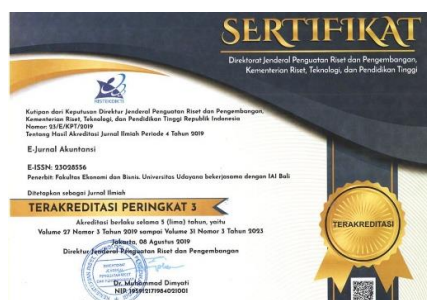 SERTIFIKAT
Direktorat Jenderal Penguatan Riset dan Pengembangan,
Kementerian Riset, Teknologi, dan Pendidikan Tinggi
RISTEKDIKTI
Kutipan dari Keputusan Direktur Jenderal Penguatan Riset dan Pengembangan,
Kementerian Riset, Teknologi, dan Pendidikan Tinggi Republik Indonesia
Nomor: 23/E/KPT/2019
Tentang Hasil Akreditasi Jurnal Ilmiah Periode 4 Tahun 2019
E-Jurnal Akuntansi
E-ISSN: 23028556
Penerbit: Fakultas Ekonomi dan Bisnis. Universitas Udayana bekerjasama dengan IAI Bali
Ditetapkan sebagai Jurnal Ilmiah
TERAKREDITASI PERINGKAT 3
TERAKREDITASI
Akreditasi berlaku selama 5 (lima) tahun, yaitu
Volume 27 Nomor 3 Tahun 2019 sampai Volume 31 Nomor 3 Tahun 2023
Jakarta, 08 Agustus 2019
Direktur Jenderal Penguatan Riset dan Pengembangan
Dr. Muhammad Dimyati
NIP 195912171984021001